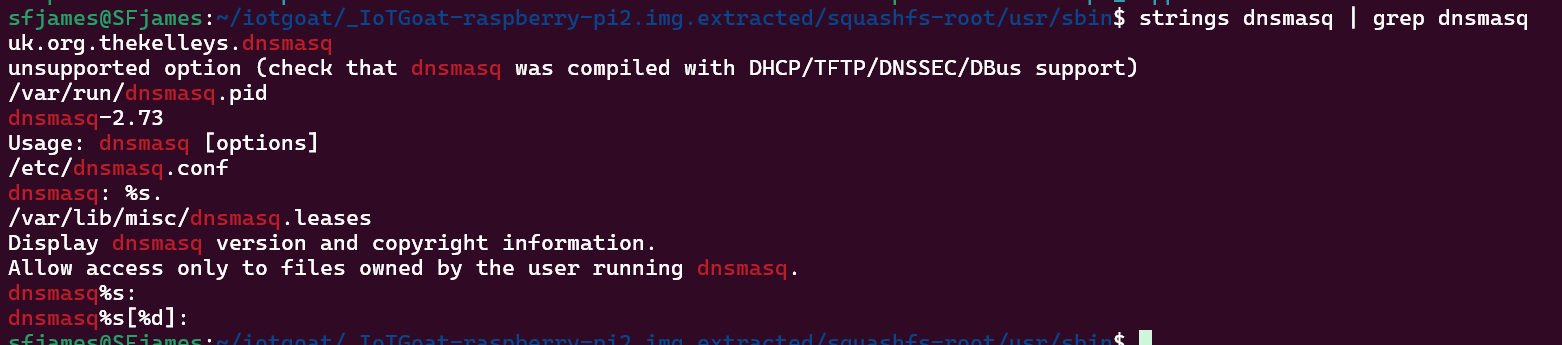 sfjames@SFjames:~/iotgoat/_IoTGoat-raspberry-pi2.img.extracted/squashfs-root/usr/sbin$ strings dnsmasq | grep dnsmasq
uk.org.thekelleys.dnsmasq
unsupported option (check that dnsmasq was compiled with DHCP/TFTP/DNSSEC/DBus support)
/var/run/dnsmasq.pid
dnsmasq-2.73
Usage: dnsmasq [options]
/etc/dnsmasq.conf
dnsmasq: %s.
/var/lib/misc/dnsmasq.leases
Display dnsmasq version and copyright information.
Allow access only to files owned by the user running dnsmasq.
dnsmasq%s:
dnsmasq%s[%d]:
sfjames@SFjames:~/iotgoat/_IoTGoat-raspberry-pi2.img.extracted/squashfs-root/usr/sbin$